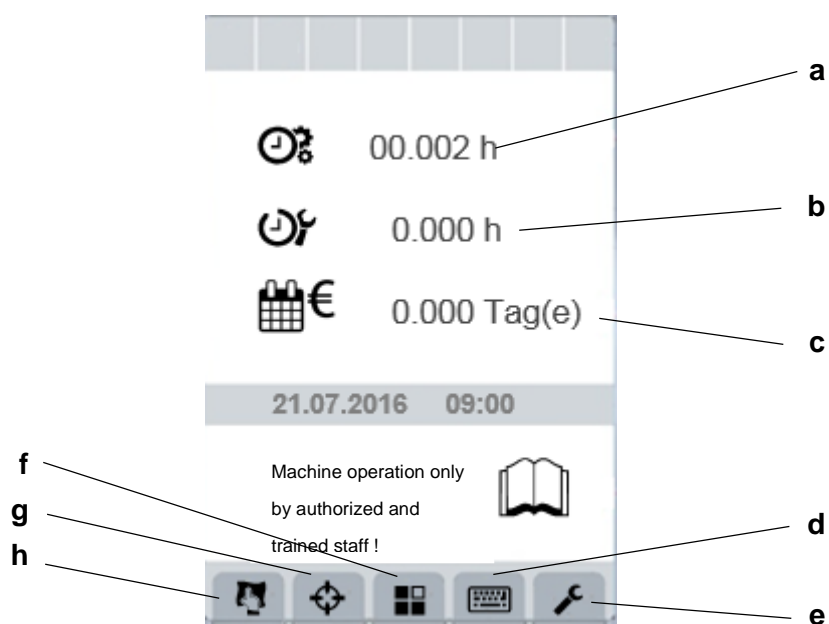 a
00.002 h
b
0.000 h
€
0.000 Tag(e)
c
21.07.2016 09:00
f
Machine operation only
g
by authorized and
d
h
trained staff !
e